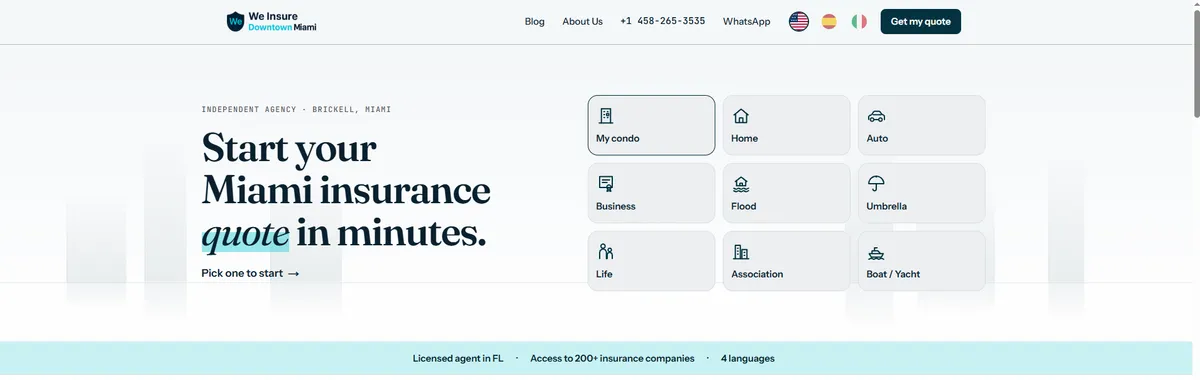 We
We Insure
Downtown Miami
Blog
About Us
+1 458-265-3535
WhatsApp
Get my quote
INDEPENDENT AGENCY · BRICKELL, MIAMI
Start your
Miami insurance
quote in minutes.
Pick one to start →
My condo
Home
Auto
Business
Flood
Umbrella
Life
Association
Boat / Yacht
Licensed agent in FL · Access to 200+ insurance companies · 4 languages